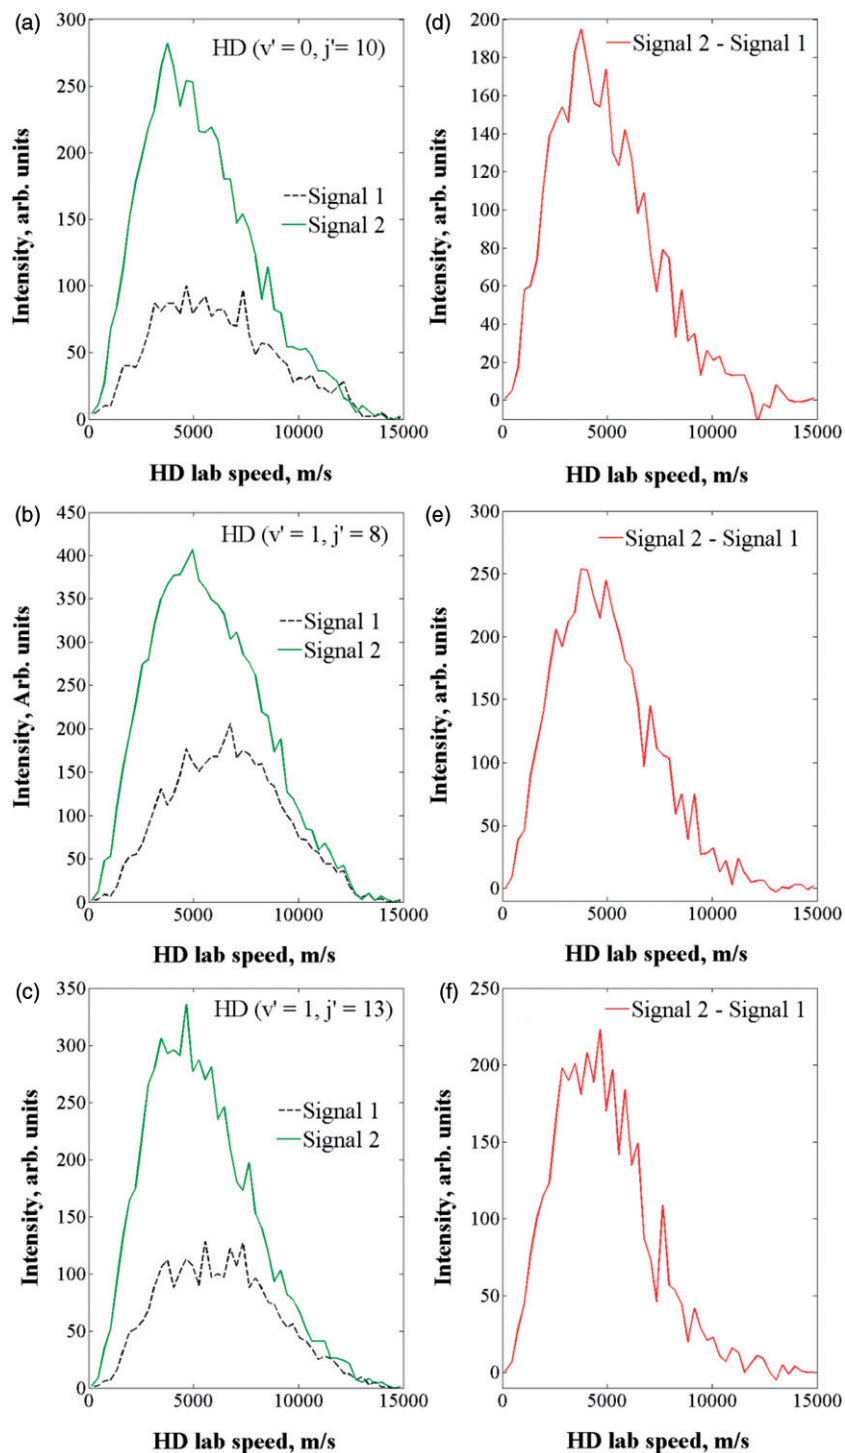 (a)
HD (v' = 0, j'= 10)
Signal 1
Signal 2
Intensity, arb. units
300
250
200
150
100
50
0
0 5000 10000 15000
HD lab speed, m/s
(d)
Signal 2 - Signal 1
Intensity, arb. units
200
180
160
140
120
100
80
60
40
20
0
0 5000 10000 15000
HD lab speed, m/s
(b)
HD (v' = 1, j' = 8)
Signal 1
Signal 2
Intensity, Arb. units
450
400
350
300
250
200
150
100
50
0
0 5000 10000 15000
HD lab speed, m/s
(e)
Signal 2 - Signal 1
Intensity, arb. units
300
250
200
150
100
50
0
0 5000 10000 15000
HD lab speed, m/s
(c)
HD (v' = 1, j' = 13)
Signal 1
Signal 2
Intensity, arb. units
350
300
250
200
150
100
50
0
0 5000 10000 15000
HD lab speed, m/s
(f)
Signal 2 - Signal 1
Intensity, arb. units
250
200
150
100
50
0
0 5000 10000 15000
HD lab speed, m/s